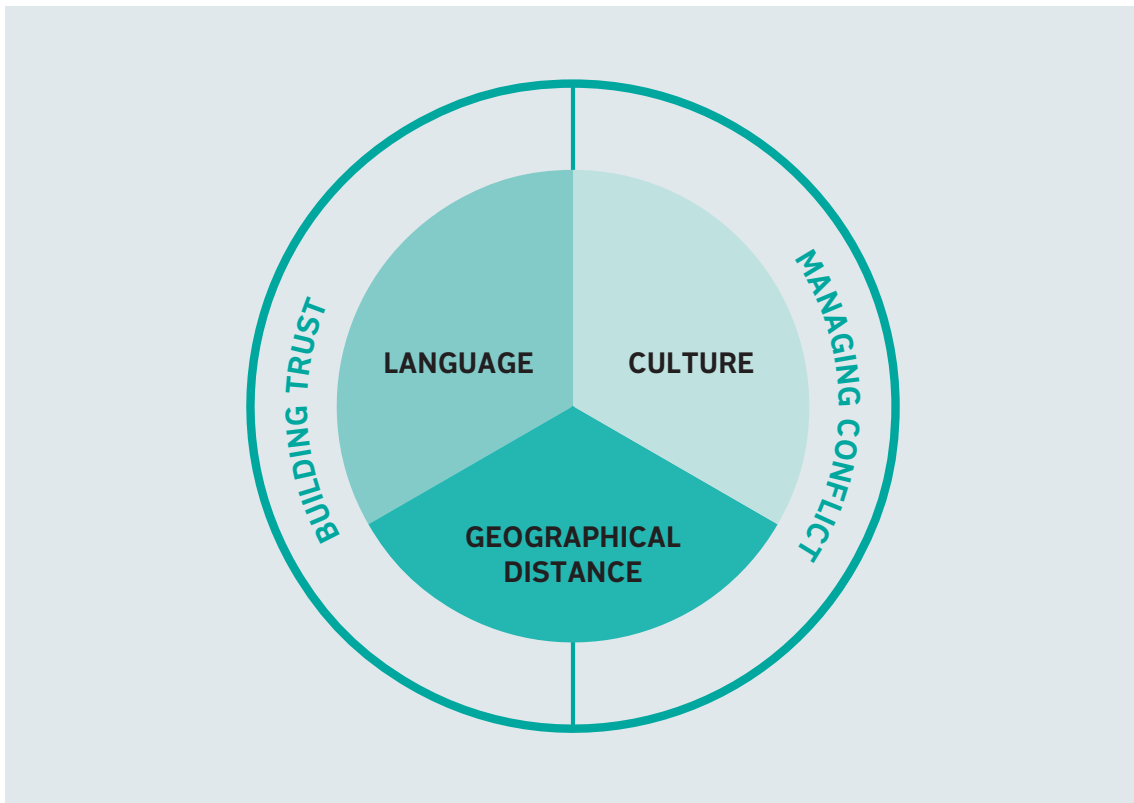 BUILDING TRUST
LANGUAGE
CULTURE
MANAGING CONFLICT
GEOGRAPHICAL
DISTANCE